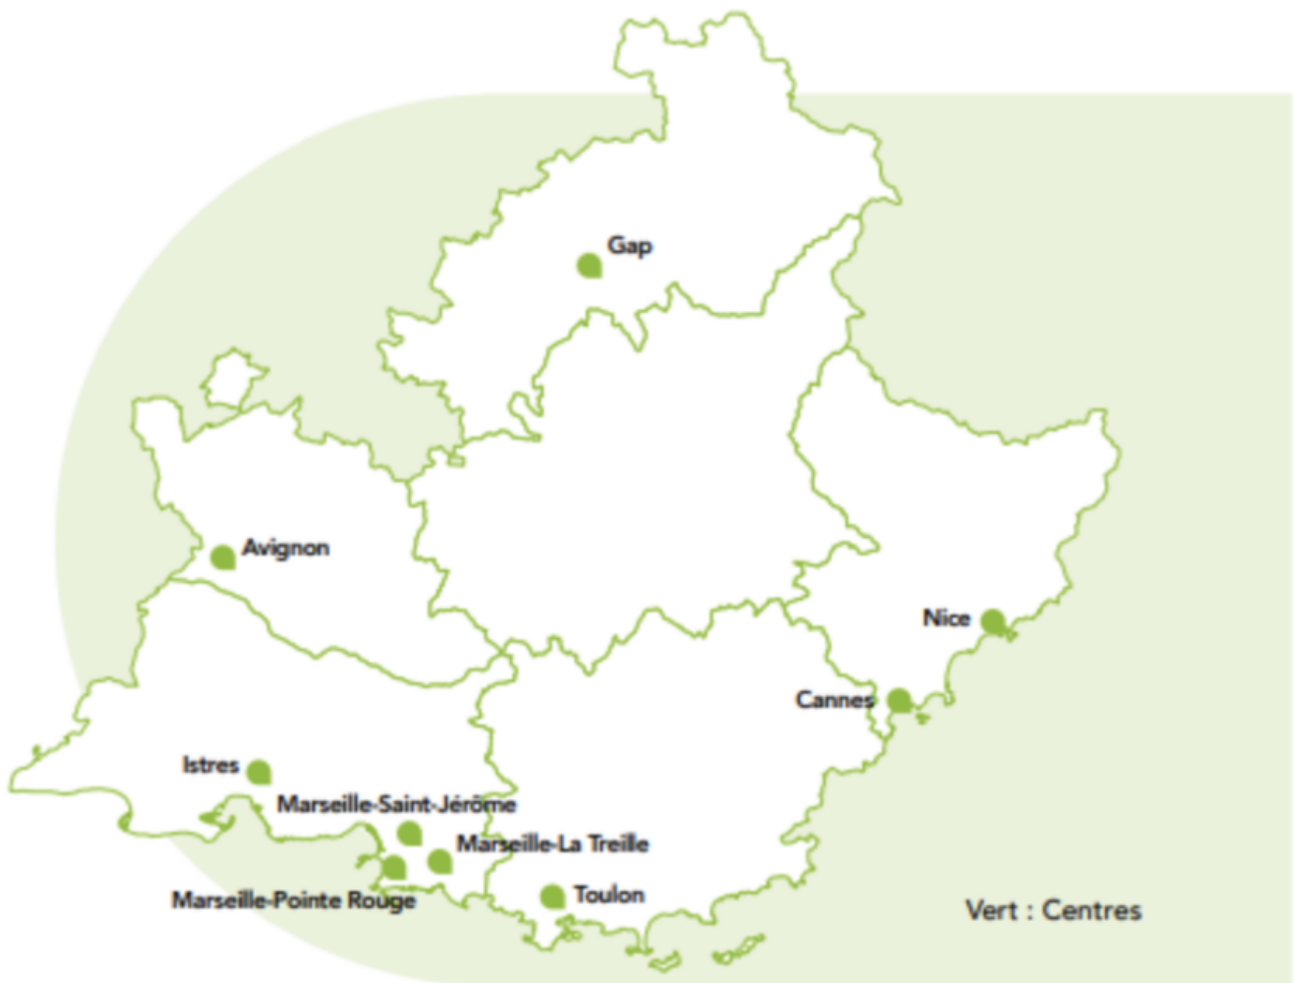 Gap
Avignon
Nice
Cannes
Istres
Marseille-Saint-Jérôme
Marseille-La Treille
Toulon
Marseille-Pointe Rouge
Vert : Centres